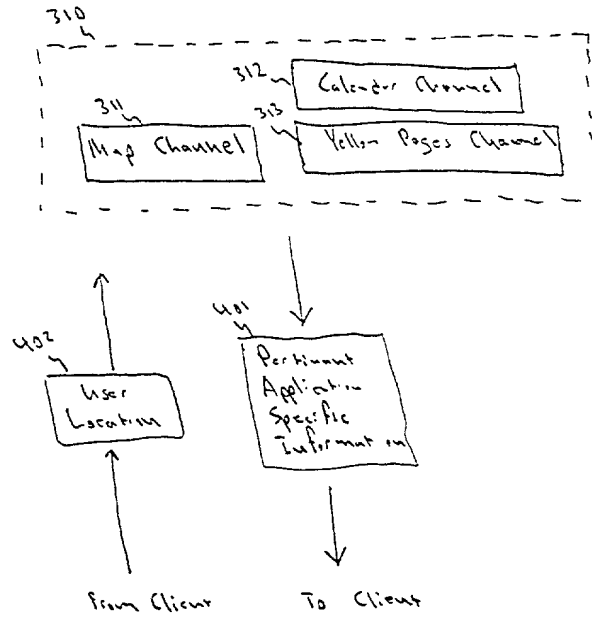 310
312
Calendar Channel
311
313
Map Channel
Yellow Pages Channel
402
401
User
Location
Pertinant
Application
Specific
Information
From Client
To Client